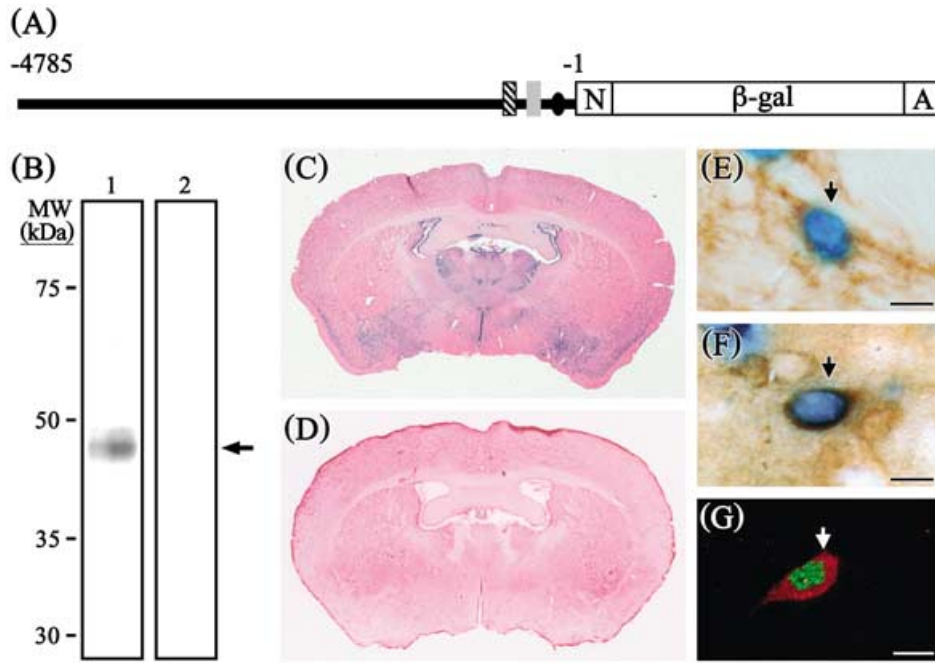 (A)
-4785 -1
N β-gal A
(B)
1 2
MW
(kDa)
75
50
35
30
(C)
(D)
(E)
(F)
(G)